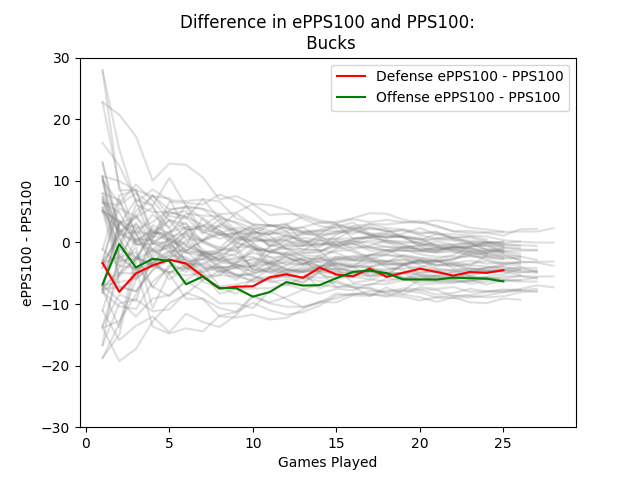 Difference in ePPS100 and PPS100:
Bucks
Defense ePPS100 - PPS100
Offense ePPS100 - PPS100
ePPS100 - PPS100
30
20
10
0
−10
−20
−30
0
5
10
15
20
25
Games Played